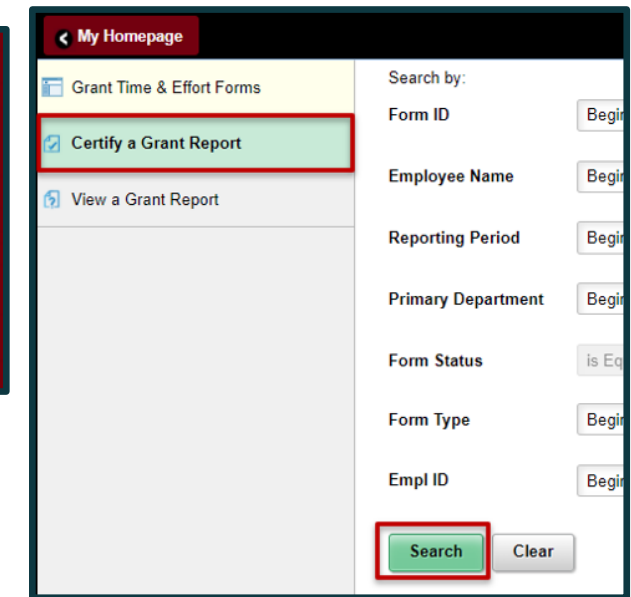 My Homepage
Grant Time & Effort Forms
Certify a Grant Report
View a Grant Report
Search by:
Form ID
Employee Name
Reporting Period
Primary Department
Form Status
Form Type
Empl ID
Search Clear